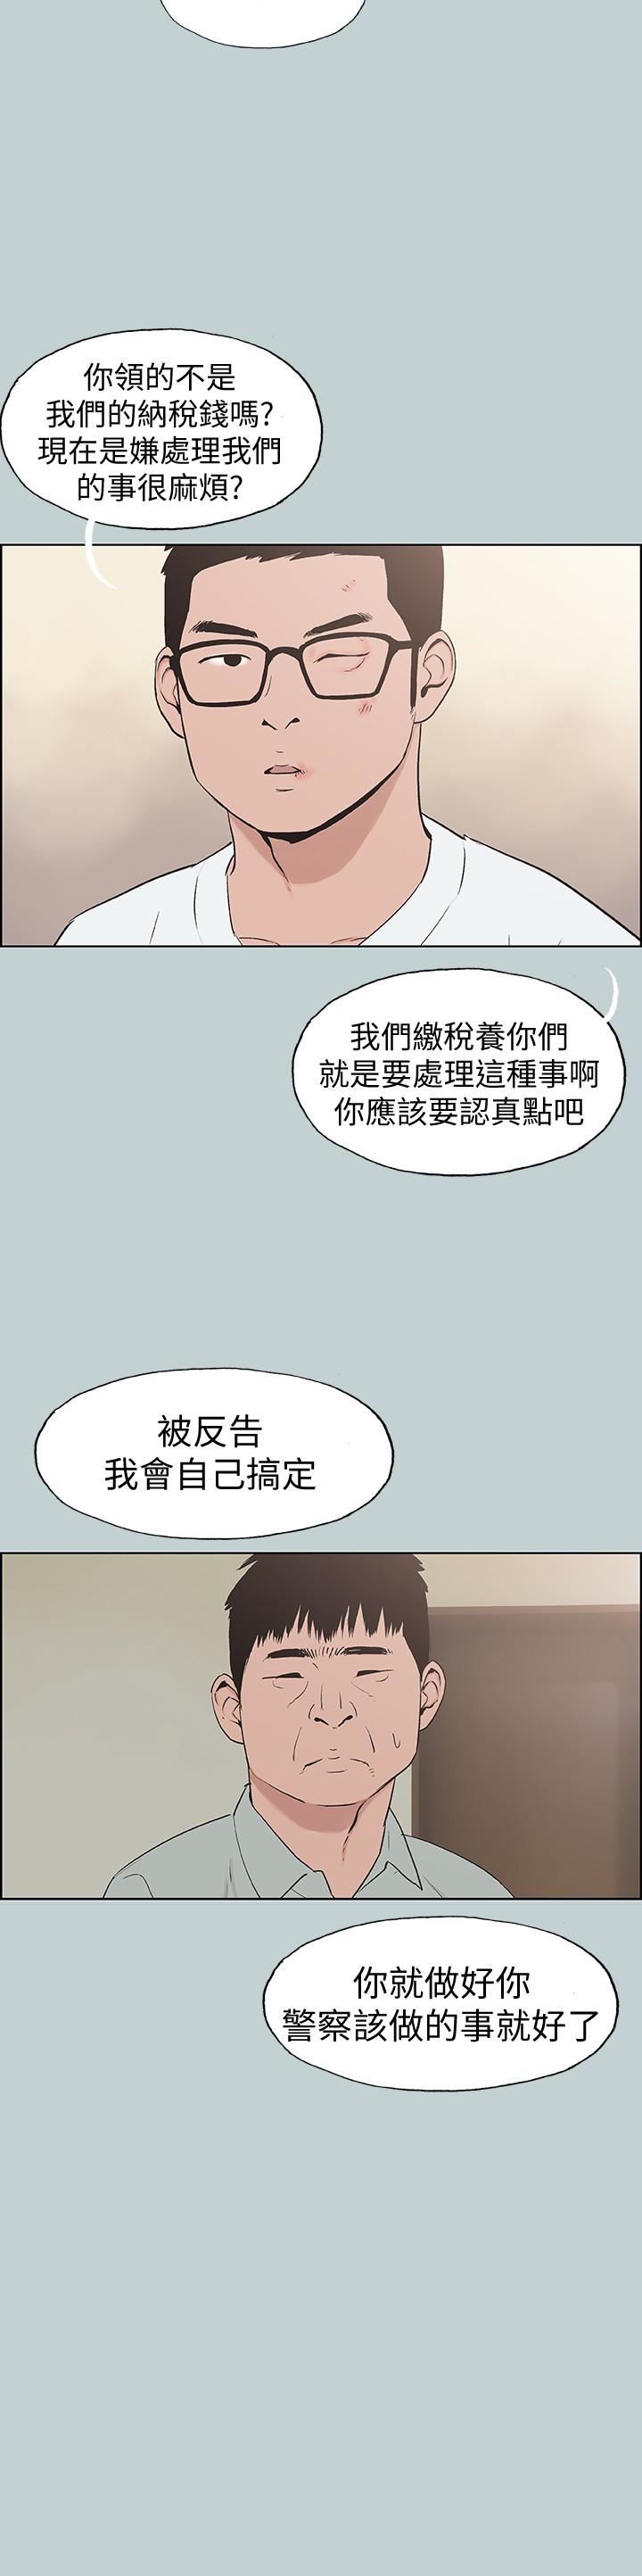 你領的不是
我們的納稅錢嗎?
現在是嫌處理我們
的事很麻煩?
我們繳稅養你們
就是要處理這種事啊
你應該要認真點吧
被反告
我會自己搞定
你就做好你
警察該做的事就好了